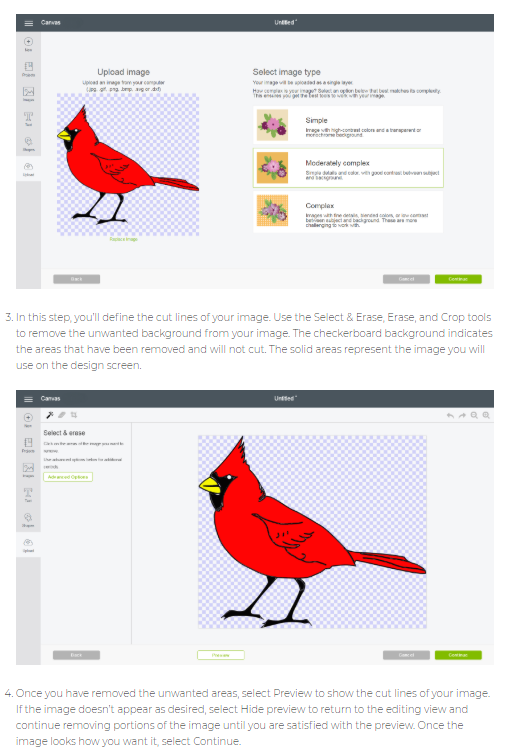 Canvas
Untitled*
New
Projects
Images
Text
Shapes
Upload
Upload image
Upload an image from your computer
(.jpg, .gif, .png, .bmp, .svg or .dxf)
Replace Image
Select image type
Your image will be uploaded as a single layer.
How complex is your image? Select an option below that best matches its complexity.
This ensures you get the best tools to work with your image.
Simple
Image with high-contrast colors and a transparent or
monochrome background.
Moderately complex
Simple details and color, with good contrast between subject
and background.
Complex
Images with fine details, blended colors, or low contrast
between subject and background. These are more
challenging to work with.
Back
Cancel
Continue
3. In this step, you'll define the cut lines of your image. Use the Select & Erase, Erase, and Crop tools
to remove the unwanted background from your image. The checkerboard background indicates
the areas that have been removed and will not cut. The solid areas represent the image you will
use on the design screen.
Canvas
Untitled*
New
Projects
Images
Text
Shapes
Upload
Select & erase
Click on the areas of the image you want to
remove.
Use advanced options below for additional
controls.
Advanced Options
Back
Preview
Cancel
Continue
4. Once you have removed the unwanted areas, select Preview to show the cut lines of your image.
If the image doesn't appear as desired, select Hide preview to return to the editing view and
continue removing portions of the image until you are satisfied with the preview. Once the
image looks how you want it, select Continue.